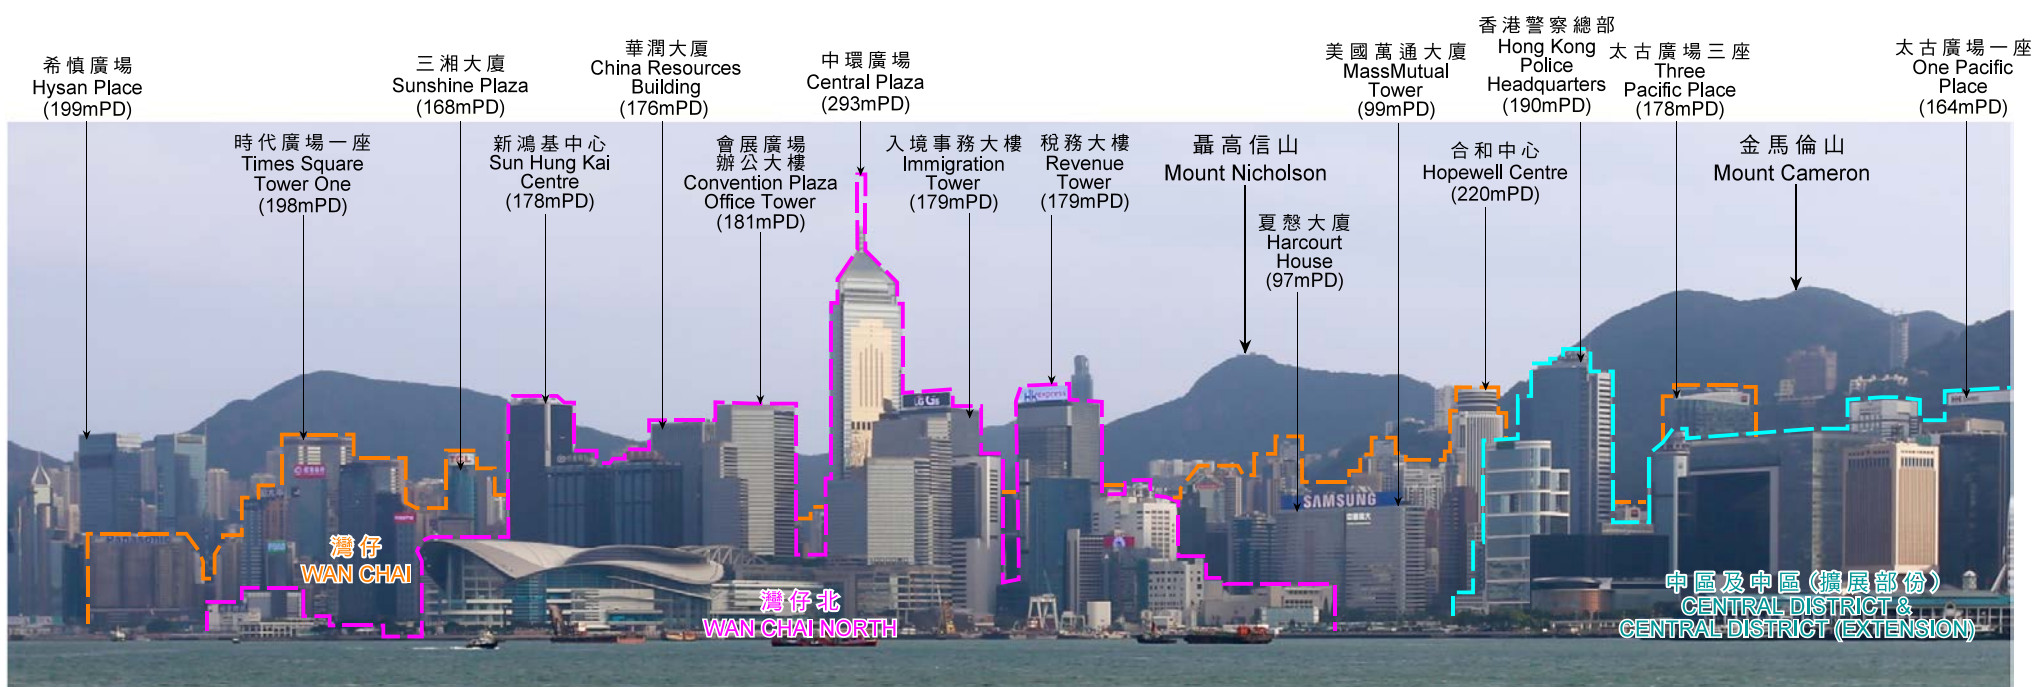 希慎廣場
Hysan Place
(199mPD)
時代廣場一座
Times Square
Tower One
(198mPD)
三湘大廈
Sunshine Plaza
(168mPD)
新鴻基中心
Sun Hung Kai
Centre
(178mPD)
華潤大厦
China Resources
Building
(176mPD)
會展廣場
辦公大樓
Convention Plaza
Office Tower
(181mPD)
中環廣場
Central Plaza
(293mPD)
入境事務大樓
Immigration
Tower
(179mPD)
稅務大樓
Revenue
Tower
(179mPD)
聶高信山
Mount Nicholson
夏慤大廈
Harcourt
House
(97mPD)
美國萬通大廈
MassMutual
Tower
(99mPD)
合和中心
Hopewell Centre
(220mPD)
香港警察總部
Hong Kong
Police
Headquarters
(190mPD)
太古廣場三座
Three
Pacific Place
(178mPD)
金馬倫山
Mount Cameron
太古廣場一座
One Pacific
Place
(164mPD)
LG G6
HK express
SAMSUNG
灣仔
WAN CHAI
灣仔北
WAN CHAI NORTH
中區及中區（擴展部份）
CENTRAL DISTRICT &
CENTRAL DISTRICT (EXTENSION)